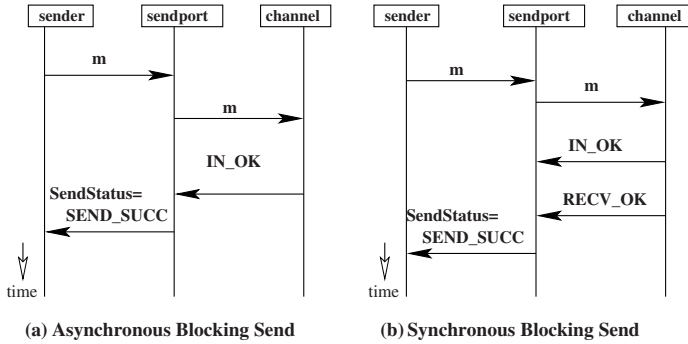 sender sendport channel
m
m
IN_OK
SendStatus=
SEND_SUCC
time
(a) Asynchronous Blocking Send
sender sendport channel
m
m
IN_OK
RECV_OK
SendStatus=
SEND_SUCC
time
(b) Synchronous Blocking Send